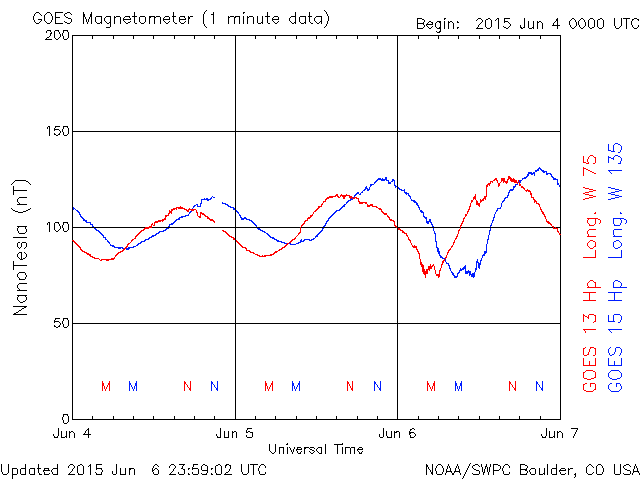 GOES Magnetometer (1 minute data)
Begin: 2015 Jun 4 0000 UTC
200
150
100
50
0
NanoTesla (nT)
M M N N M M N N M M N N
Jun 4 Jun 5 Jun 6 Jun 7
Universal Time
GOES 13 Hp Long. W 75
GOES 15 Hp Long. W 135
Updated 2015 Jun 6 23:59:02 UTC
NOAA/SWPC Boulder, CO USA